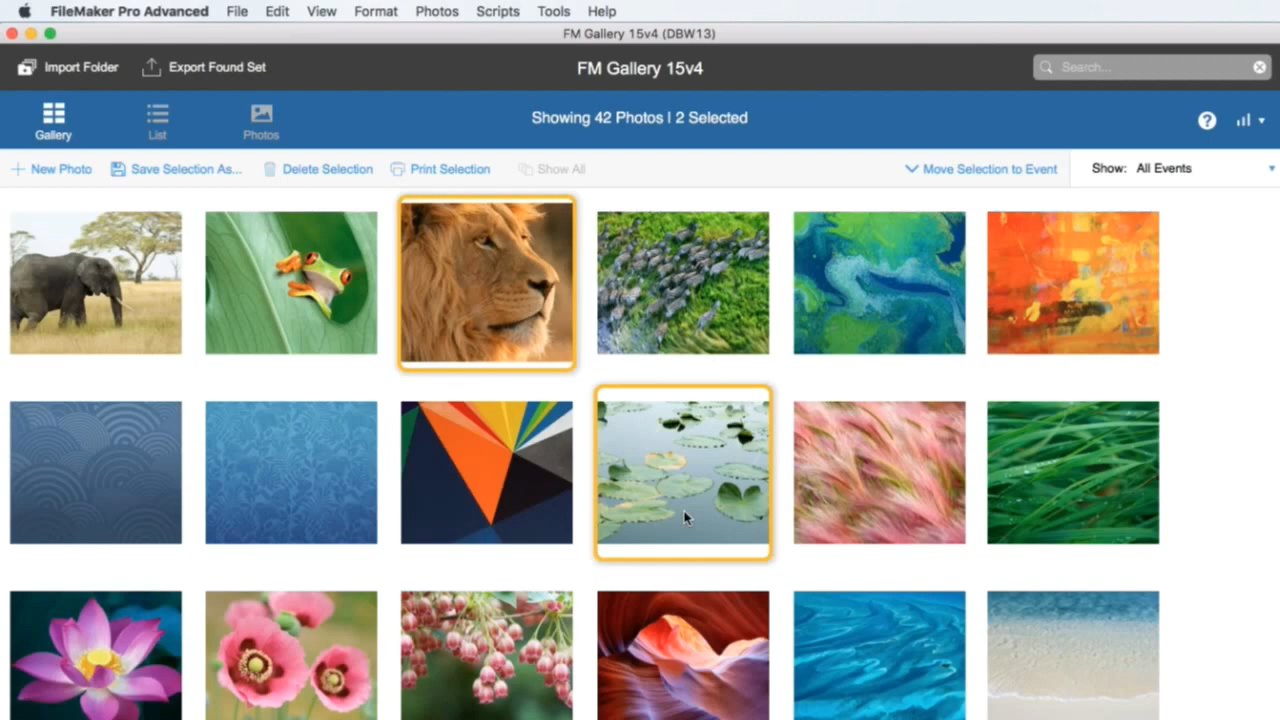 FileMaker Pro Advanced File Edit View Format Photos Scripts Tools Help
FM Gallery 15v4 (DBW13)
Import Folder Export Found Set FM Gallery 15v4 Search...
Gallery List Photos Showing 42 Photos | 2 Selected ?
New Photo Save Selection As... Delete Selection Print Selection Show All Move Selection to Event Show: All Events